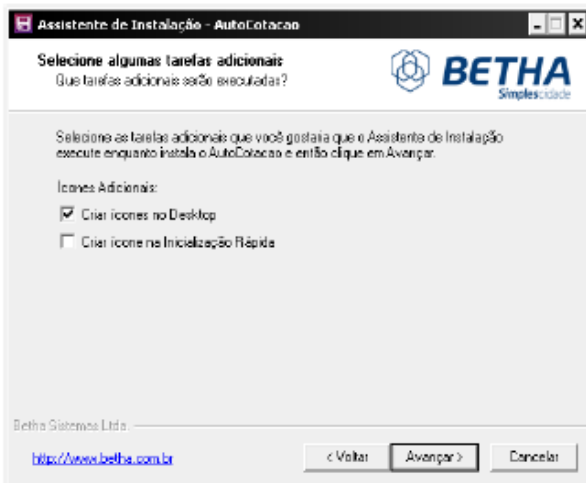 Assistente de Instalação - AutoCotacao
Selecione algumas tarefas adicionais
Que tarefas adicionais serão executadas?
BETHA
Simplescidade
Selecione as tarefas adicionais que você gostaria que o Assistente de Instalação
execute enquanto instala o AutoCotacao e então clique em Avançar.
Ícones Adicionais:
Criar ícones no Desktop
Criar ícone na Inicialização Rápida
Betha Sistemas Ltda.
http://www.betha.com.br
< Voltar
Avançar >
Cancelar